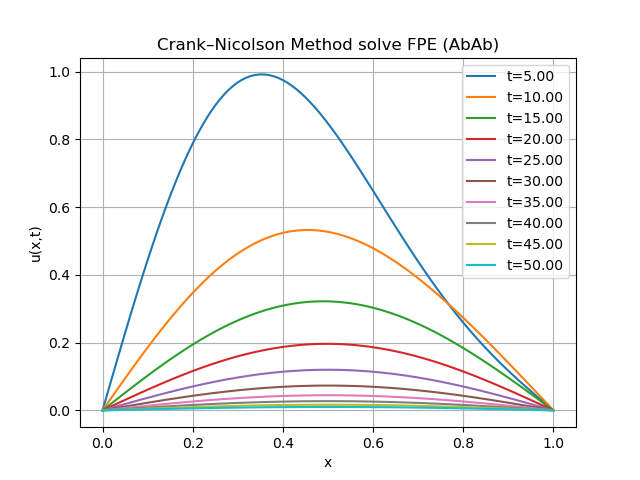 Crank–Nicolson Method solve FPE (AbAb)
u(x,t)
1.0
0.8
0.6
0.4
0.2
0.0
t=5.00
t=10.00
t=15.00
t=20.00
t=25.00
t=30.00
t=35.00
t=40.00
t=45.00
t=50.00
0.0 0.2 0.4 0.6 0.8 1.0
x